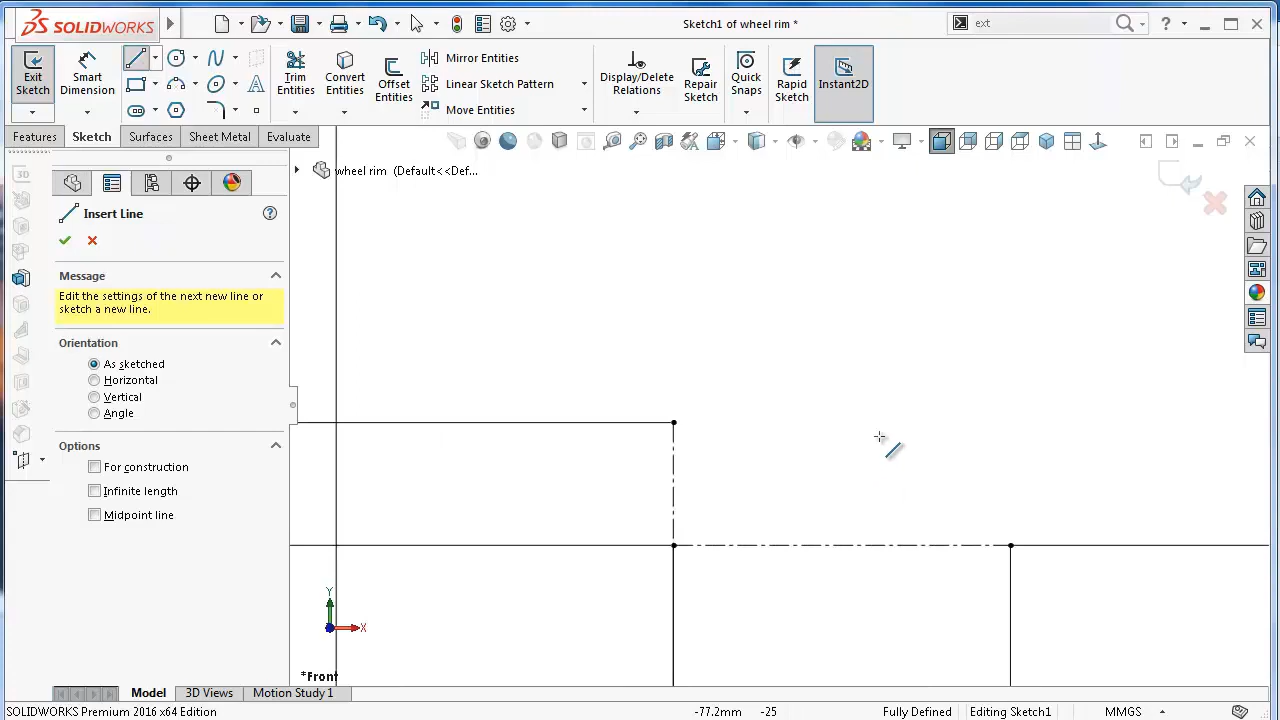 SOLIDWORKS
Sketch1 of wheel rim *
ext
Exit Sketch
Smart Dimension
Trim Entities
Convert Entities
Offset Entities
Mirror Entities
Linear Sketch Pattern
Move Entities
Display/Delete Relations
Repair Sketch
Quick Snaps
Rapid Sketch
Instant2D
Features
Sketch
Surfaces
Sheet Metal
Evaluate
wheel rim (Default<<Def...
Insert Line
Message
Edit the settings of the next new line or
sketch a new line.
Orientation
As sketched
Horizontal
Vertical
Angle
Options
For construction
Infinite length
Midpoint line
Y
X
*Front
Model
3D Views
Motion Study 1
SOLIDWORKS Premium 2016 x64 Edition
-77.2mm
-25
Fully Defined
Editing Sketch1
MMGS